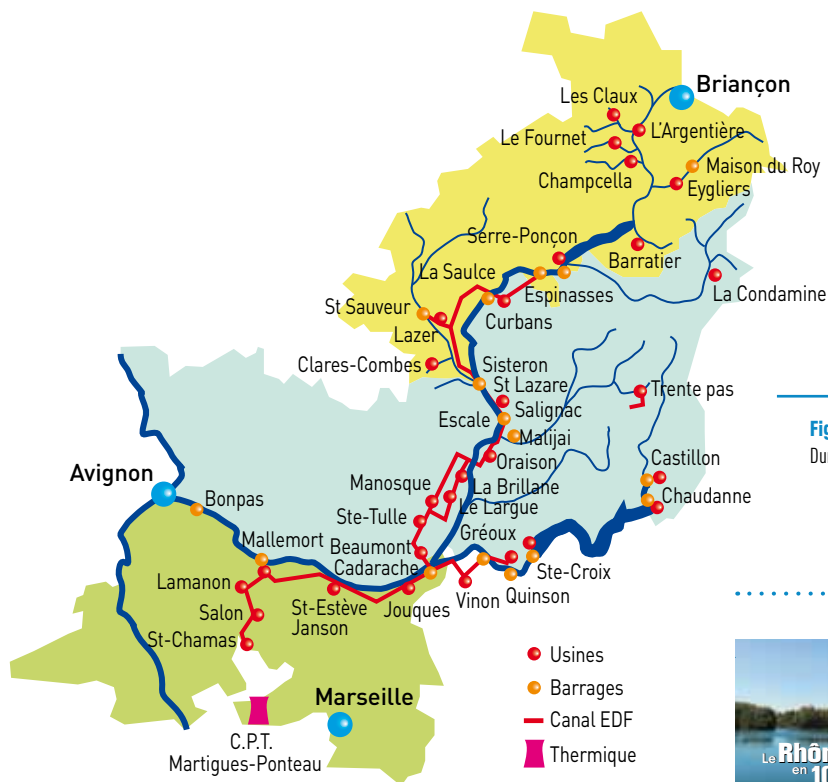 Briançon
Les Claux
L'Argentière
Le Fournet
Maison du Roy
Champcella
Eygliers
Serre-Ponçon
Barratier
La Saulce
Espinasses
La Condamine
St Sauveur
Curbans
Lazer
Clares-Combes
Sisteron
St Lazare
Trente pas
Salignac
Escale
Malijai
Oraison
Castillon
Avignon
Manosque
La Brillane
Chaudanne
Bonpas
Le Largue
Ste-Tulle
Gréoux
Mallemort
Beaumont
Cadarache
Ste-Croix
Lamanon
Quinson
Vinon
St-Estève
Janson
Jouques
Salon
St-Chamas
Usines
Barrages
Marseille
Canal EDF
C.P.T.
Martigues-Ponteau
Thermique
Fig
Du
Le Rhôn
en 10